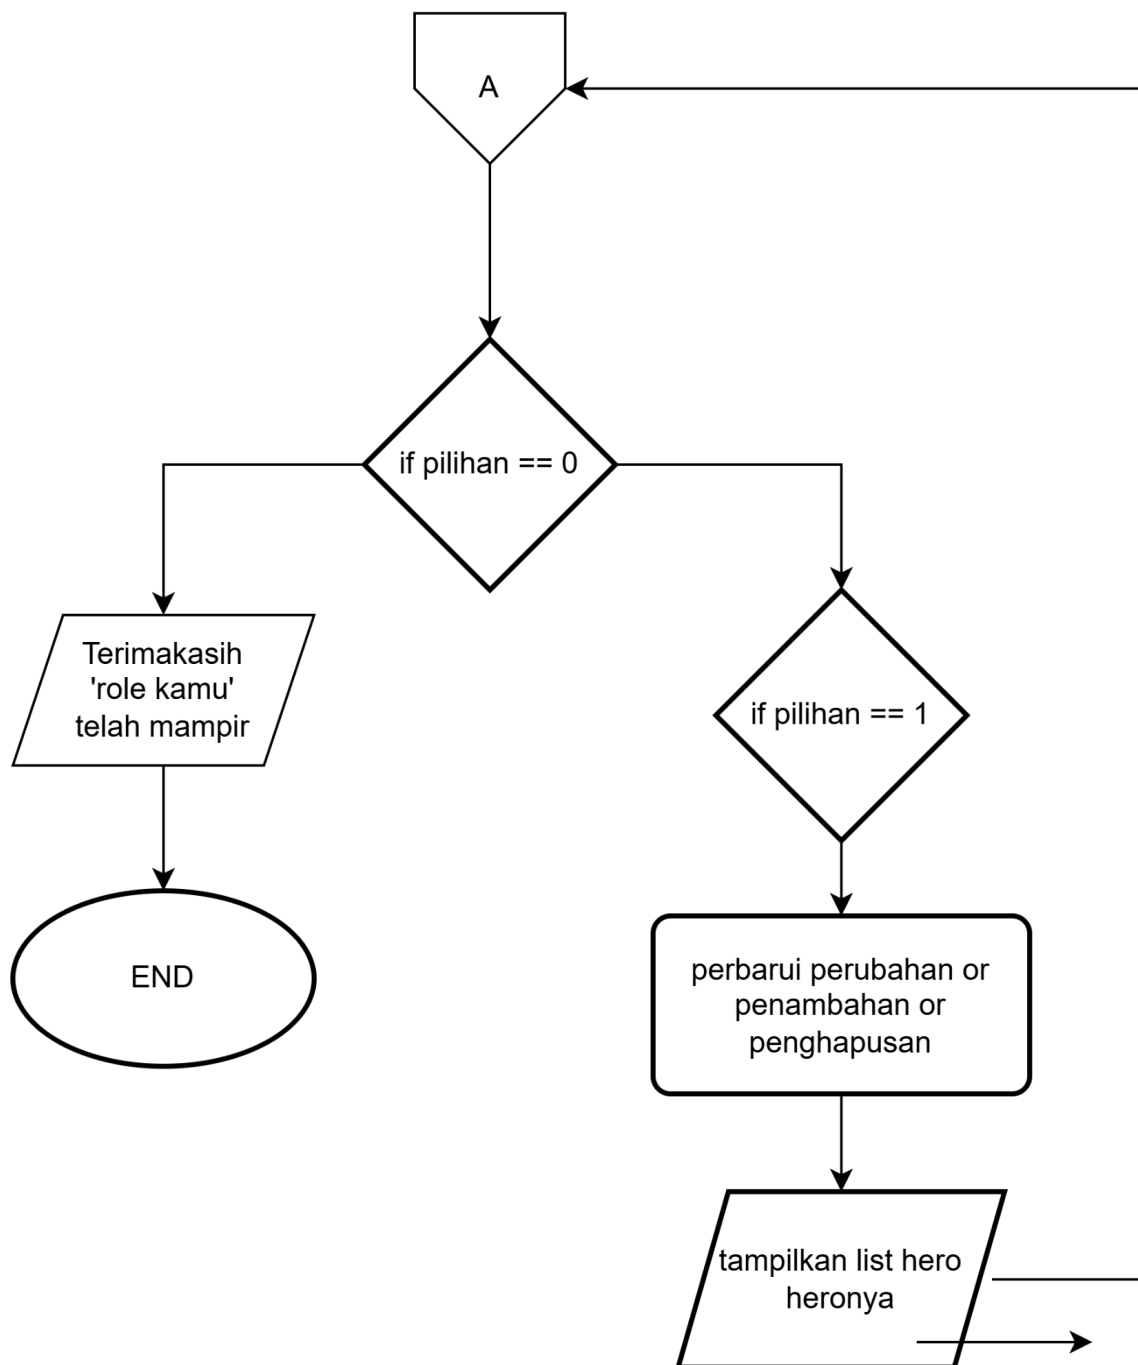 A
if pilihan == 0
Terimakasih
'role kamu'
telah mampir
if pilihan == 1
END
perbarui perubahan or
penambahan or
penghapusan
tampilkan list hero
heronya